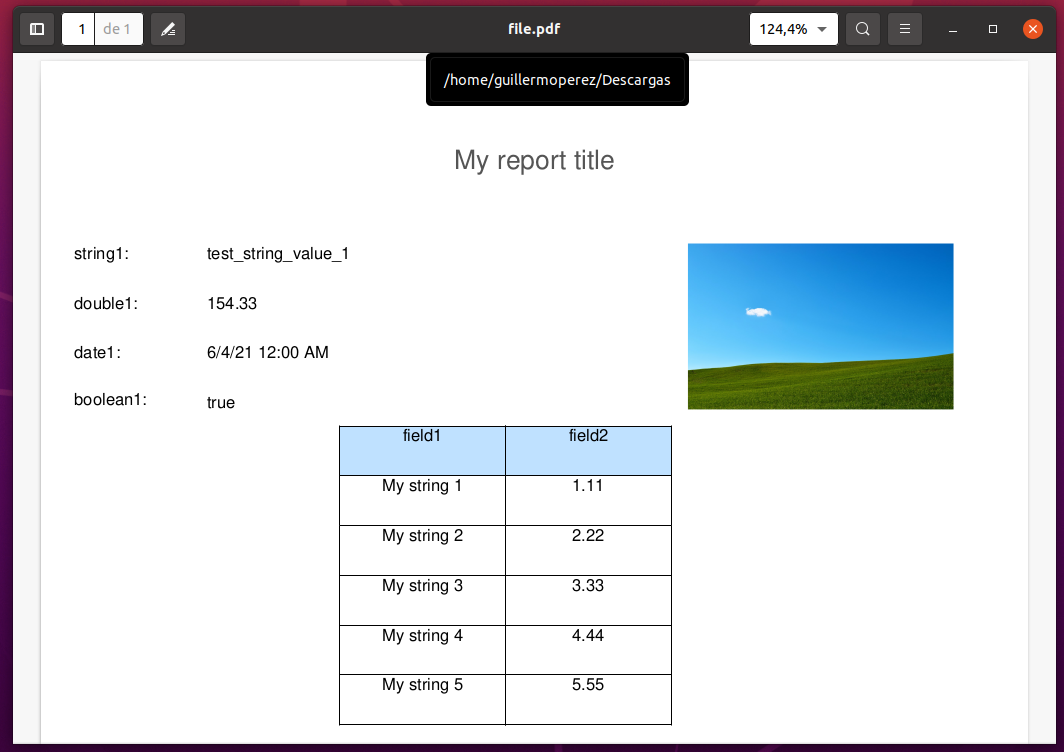 1 de 1 file.pdf 124,4%
/home/guillermoperez/Descargas
My report title
string1: test_string_value_1
double1: 154.33
date1: 6/4/21 12:00 AM
boolean1: true
field1 field2
My string 1 1.11
My string 2 2.22
My string 3 3.33
My string 4 4.44
My string 5 5.55